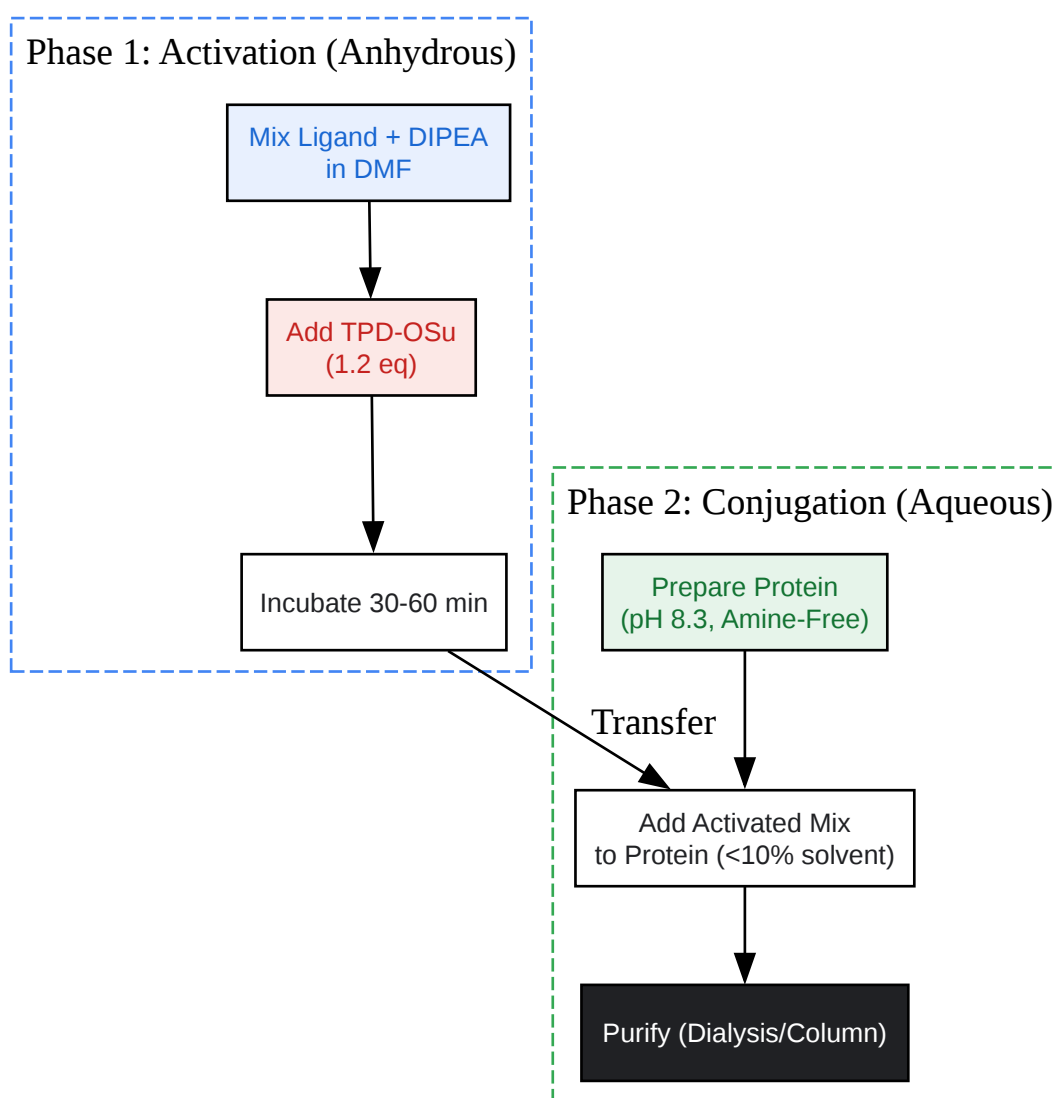 Phase 1: Activation (Anhydrous)
Mix Ligand + DIPEA
in DMF
Add TPD-OSu
(1.2 eq)
Incubate 30-60 min
Phase 2: Conjugation (Aqueous)
Prepare Protein
(pH 8.3, Amine-Free)
Transfer
Add Activated Mix
to Protein (<10% solvent)
Purify (Dialysis/Column)